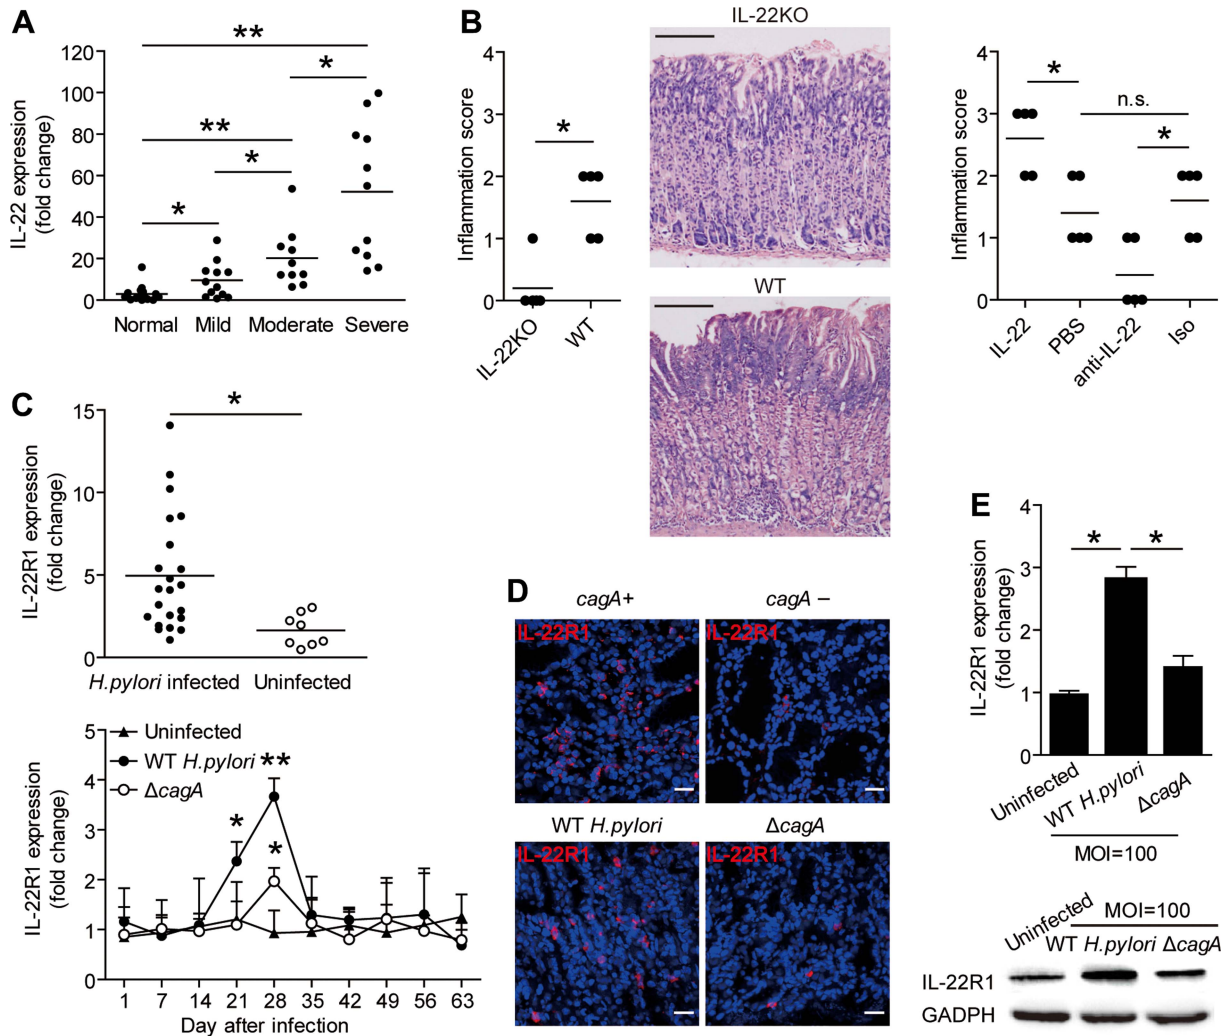 A
IL-22 expression
(fold change)
120
100
80
60
40
20
0
**
*
**
*
*
Normal Mild Moderate Severe
B
Inflammation score
4
3
2
1
0
*
IL-22KO
WT
IL-22KO
WT
Inflammation score
4
3
2
1
0
*
n.s.
*
IL-22
PBS
anti-IL-22
Iso
C
IL-22R1 expression
(fold change)
15
10
5
0
*
H.pylori infected Uninfected
IL-22R1 expression
(fold change)
5
4
3
2
1
0
Uninfected
WT H.pylori
ΔcagA
**
*
*
1 7 14 21 28 35 42 49 56 63
Day after infection
D
cagA+
cagA –
IL-22R1
IL-22R1
WT H.pylori
ΔcagA
IL-22R1
IL-22R1
E
IL-22R1 expression
(fold change)
4
3
2
1
0
* *
Uninfected
WT H.pylori
ΔcagA
MOI=100
Uninfected
MOI=100
WT H.pylori ΔcagA
IL-22R1
GADPH